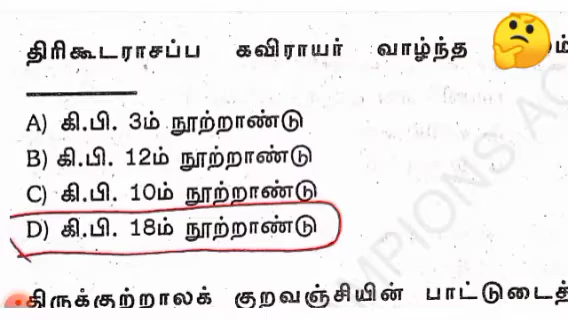 திரிகூடராசப்ப கவிராயர் வாழ்ந்த
A) கி.பி. 3ம் நூற்றாண்டு
B) கி.பி. 12ம் நூற்றாண்டு
C) கி.பி. 10ம் நூற்றாண்டு
D) கி.பி. 18ம் நூற்றாண்டு
திருக்குற்றாலக் குறவஞ்சியின் பாட்டுடைத்